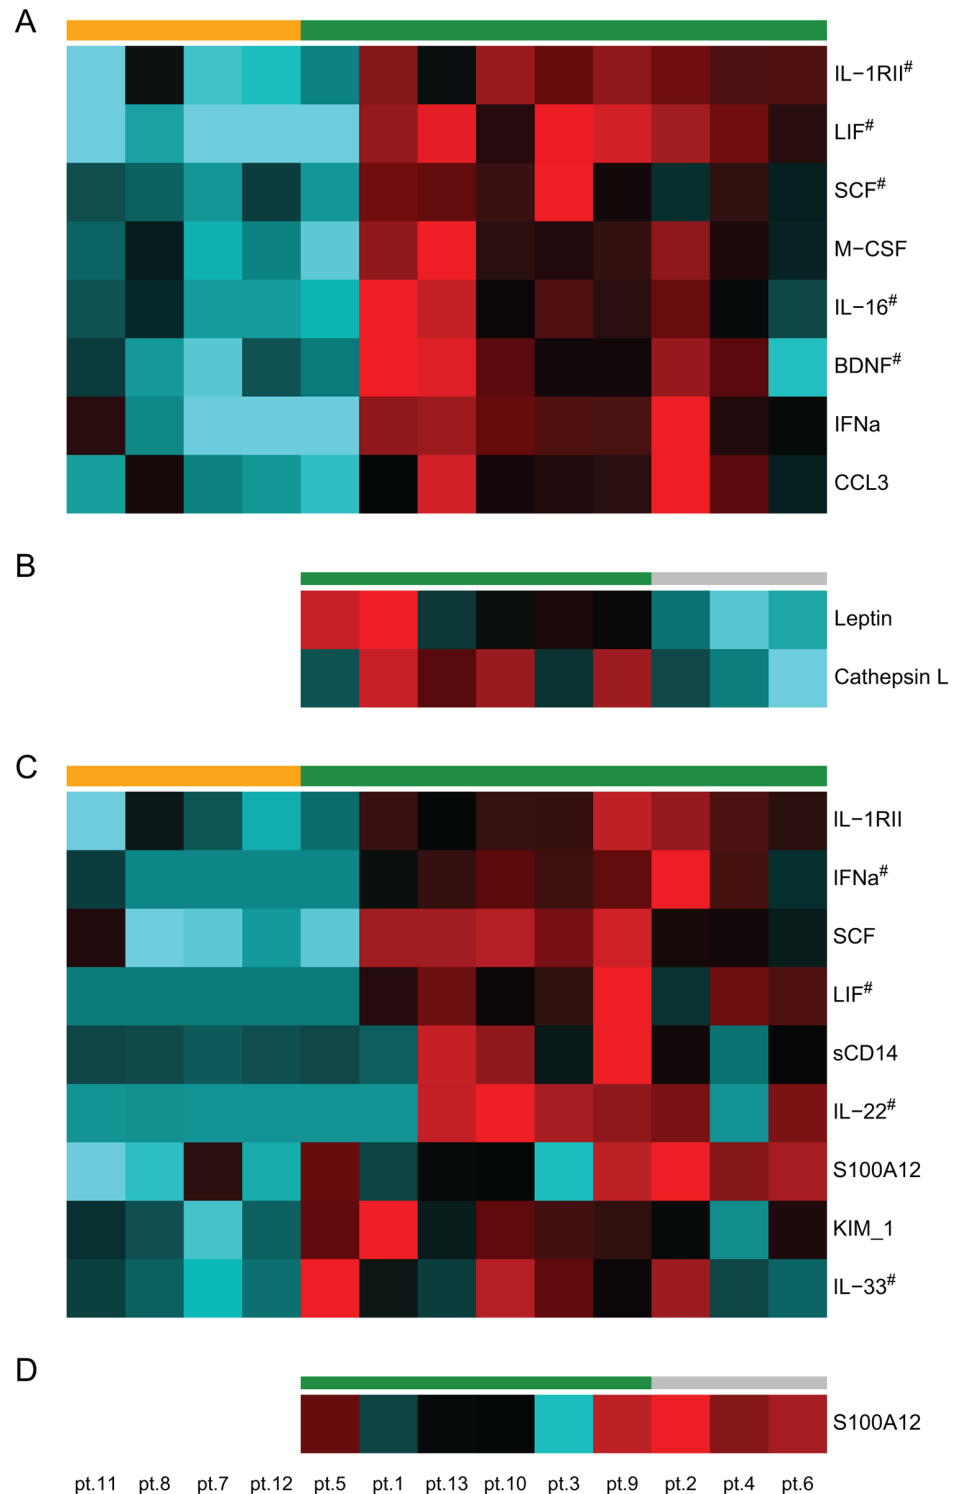 A
IL−1RII#
LIF#
SCF#
M−CSF
IL−16#
BDNF#
IFNa
CCL3
B
Leptin
Cathepsin L
C
IL−1RII
IFNa#
SCF
LIF#
sCD14
IL−22#
S100A12
KIM_1
IL−33#
D
S100A12
pt.11 pt.8 pt.7 pt.12 pt.5 pt.1 pt.13 pt.10 pt.3 pt.9 pt.2 pt.4 pt.6